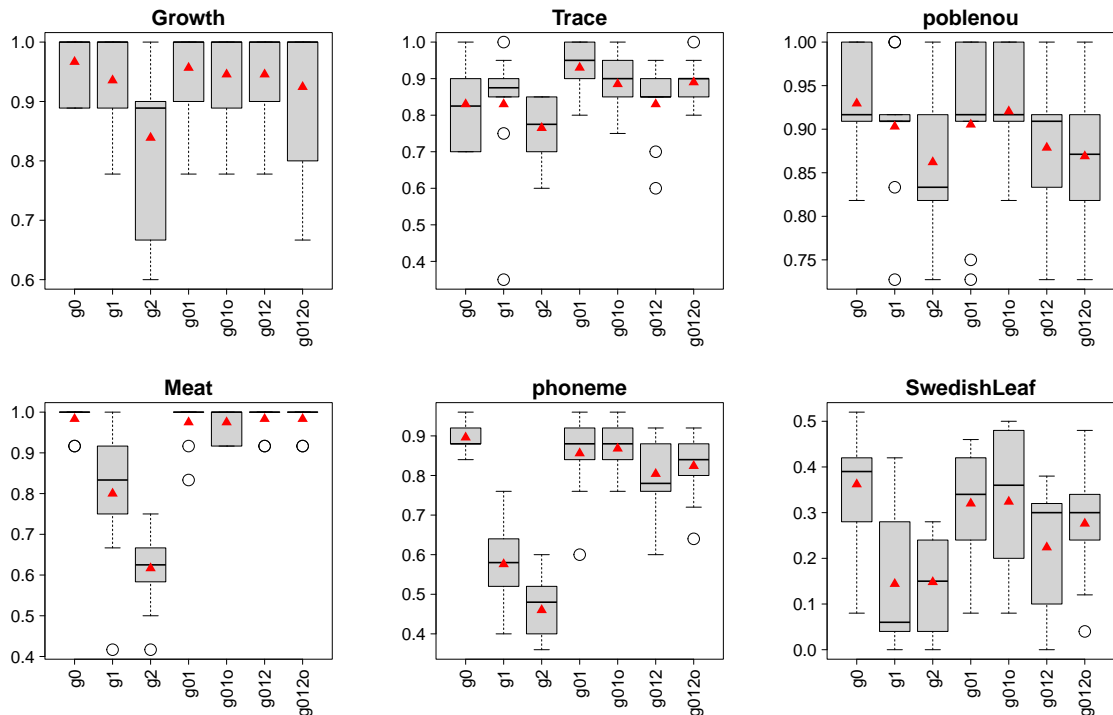 Growth
1.0
0.9
0.8
0.7
0.6
g0
g1
g2
g01
g01o
g012
g012o
Trace
1.0
0.9
0.8
0.7
0.6
0.5
0.4
g0
g1
g2
g01
g01o
g012
g012o
poblenou
1.00
0.95
0.90
0.85
0.80
0.75
g0
g1
g2
g01
g01o
g012
g012o
Meat
1.0
0.9
0.8
0.7
0.6
0.5
0.4
g0
g1
g2
g01
g01o
g012
g012o
phoneme
0.9
0.8
0.7
0.6
0.5
0.4
g0
g1
g2
g01
g01o
g012
g012o
SwedishLeaf
0.5
0.4
0.3
0.2
0.1
0.0
g0
g1
g2
g01
g01o
g012
g012o